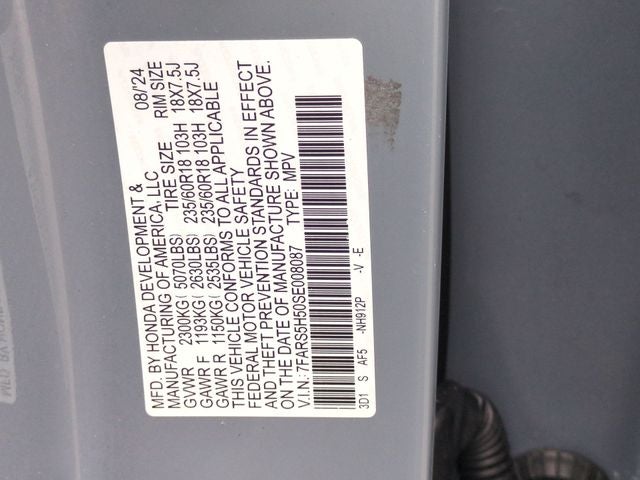 MFD. BY HONDA DEVELOPMENT &
MANUFACTURING OF AMERICA, LLC 08/'24
TIRE SIZE RIM SIZE
GVWR 2300KG ( 5070LBS)
GAWR F 1193KG ( 2630LBS) 235/60R18 103H 18X7.5J
GAWR R 1150KG ( 2535LBS) 235/60R18 103H 18X7.5J
THIS VEHICLE CONFORMS TO ALL APPLICABLE
FEDERAL MOTOR VEHICLE SAFETY
AND THEFT PREVENTION STANDARDS IN EFFECT
ON THE DATE OF MANUFACTURE SHOWN ABOVE.
V.I.N.: 7FARS5H50SE008087 TYPE: MPV
3D1 S AF5 -NH912P -V -E